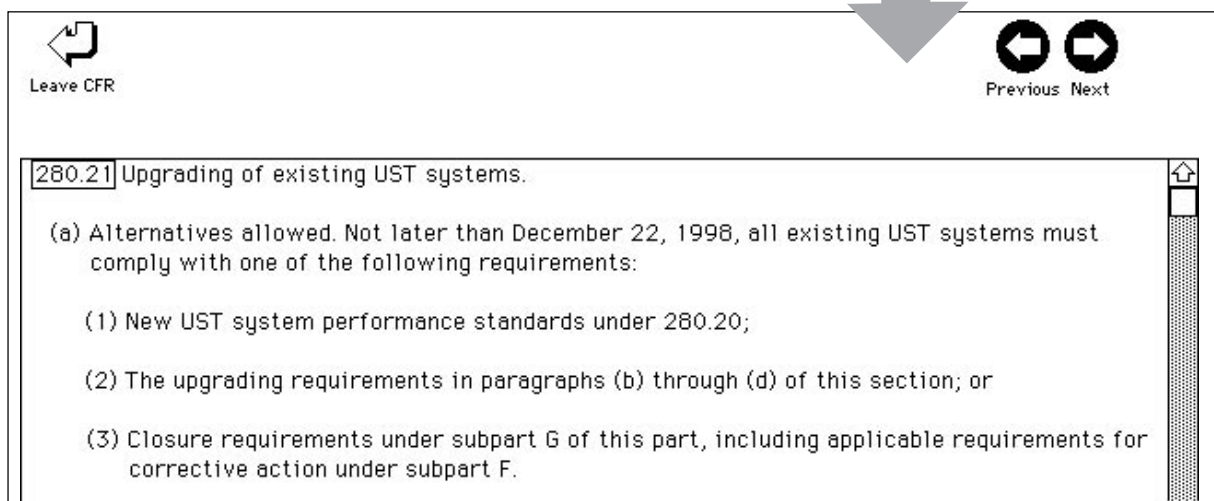 Leave CFR
Previous Next
280.21 Upgrading of existing UST systems.
(a) Alternatives allowed. Not later than December 22, 1998, all existing UST systems must
comply with one of the following requirements:
(1) New UST system performance standards under 280.20;
(2) The upgrading requirements in paragraphs (b) through (d) of this section; or
(3) Closure requirements under subpart G of this part, including applicable requirements for
corrective action under subpart F.